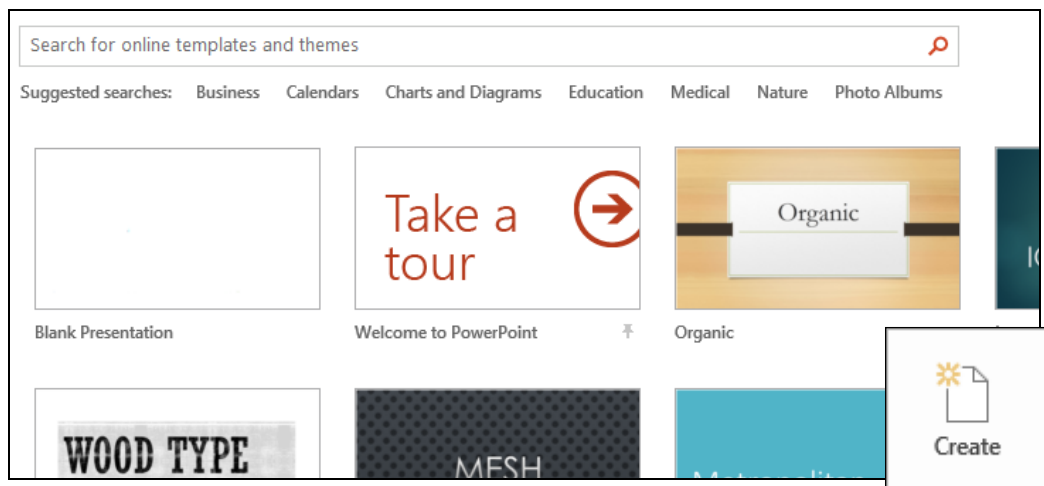 Search for online templates and themes
Suggested searches: Business Calendars Charts and Diagrams Education Medical Nature Photo Albums
Take a
tour
Organic
Blank Presentation
Welcome to PowerPoint
Organic
Create
WOOD TYPE
MESH